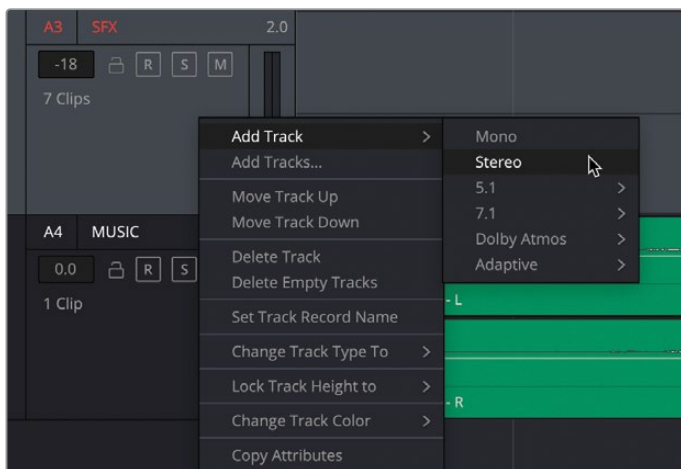 A3 SFX 2.0
-18 R S M
7 Clips
A4 MUSIC
0.0 R S
1 Clip
Add Track >
Add Tracks...
Move Track Up
Move Track Down
Delete Track
Delete Empty Tracks
Set Track Record Name
Change Track Type To >
Lock Track Height to >
Change Track Color >
Copy Attributes
Mono
Stereo
5.1 >
7.1 >
Dolby Atmos >
Adaptive >
- L
- R